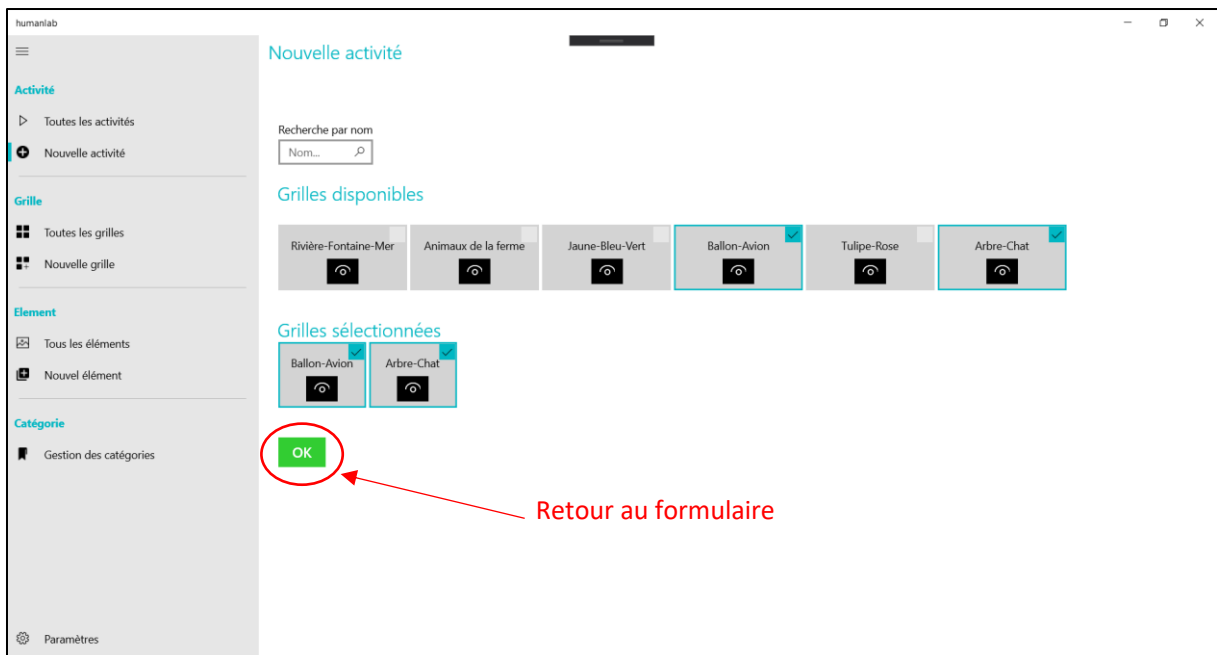 humanlab
Nouvelle activité
Activité
Toutes les activités
Nouvelle activité
Grille
Toutes les grilles
Nouvelle grille
Element
Tous les éléments
Nouvel élément
Catégorie
Gestion des catégories
Paramètres
Recherche par nom
Nom...
Grilles disponibles
Rivière-Fontaine-Mer
Animaux de la ferme
Jaune-Bleu-Vert
Ballon-Avion
Tulipe-Rose
Arbre-Chat
Grilles sélectionnées
Ballon-Avion
Arbre-Chat
OK
Retour au formulaire